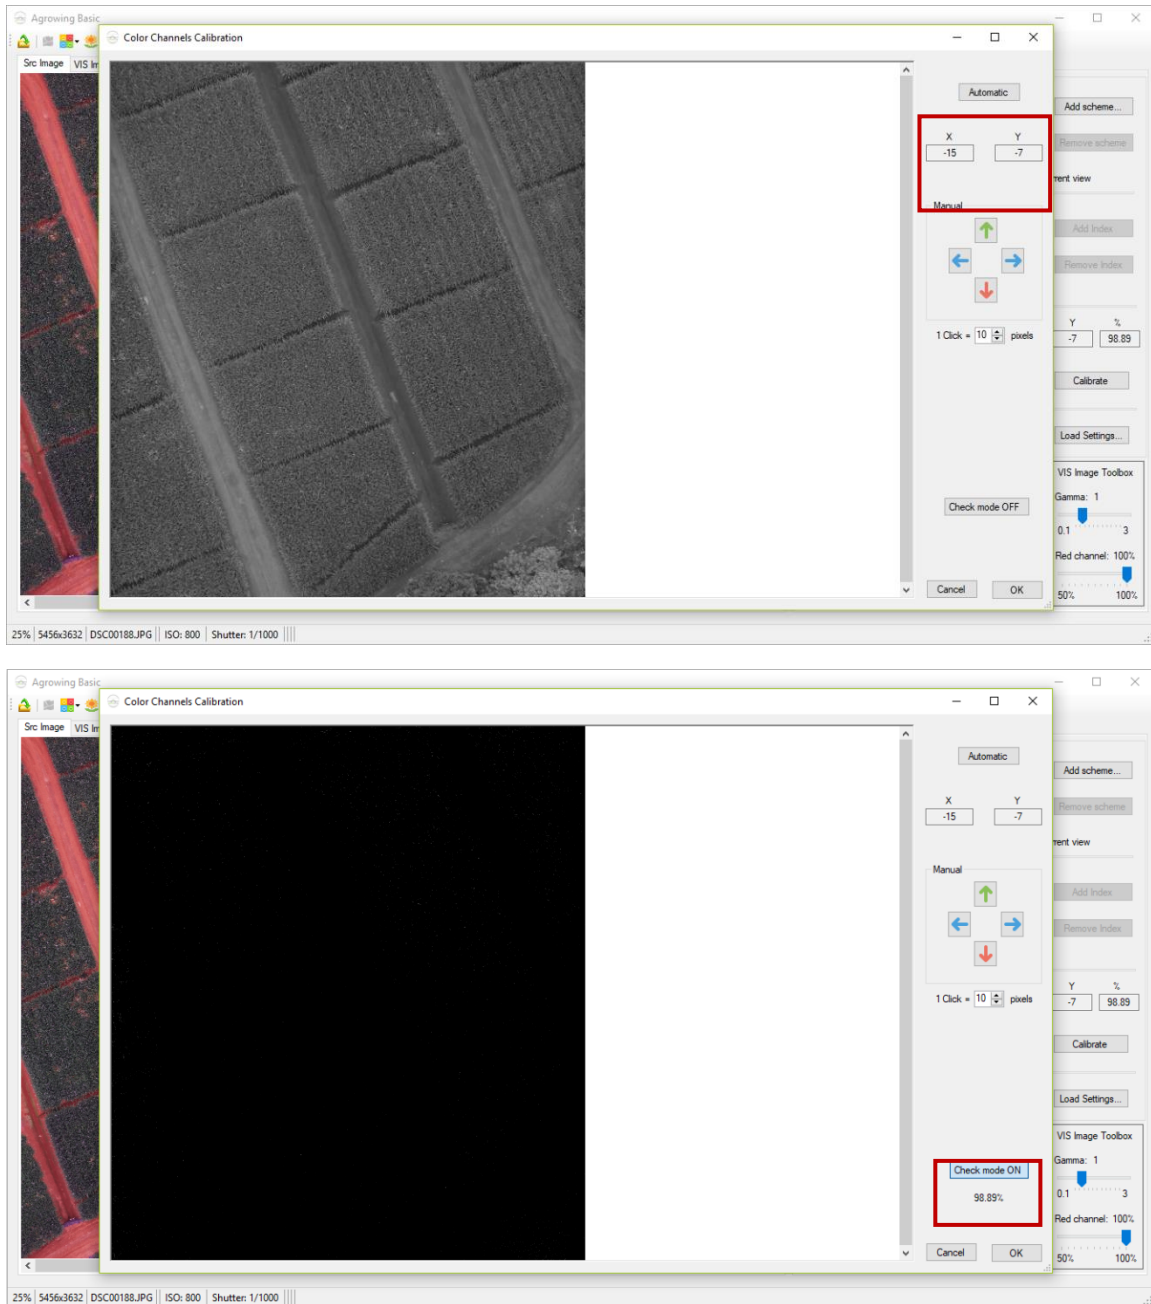 Agrowing Basic
Color Channels Calibration
Src Image VIS Im
Automatic
Add scheme...
X Y
-15 -7
Remove scheme
rent view
Manual
Add Index
Remove Index
Y %
1 Click = 10 pixels
-7 98.89
Calibrate
Load Settings...
VIS Image Toolbox
Gamma: 1
Check mode OFF
0.1 3
Red channel: 100%
Cancel OK
50% 100%
25% 5456x3632 DSC00188.JPG ISO: 800 Shutter: 1/1000
Agrowing Basic
Color Channels Calibration
Src Image VIS Im
Automatic
Add scheme...
X Y
-15 -7
Remove scheme
rent view
Manual
Add Index
Remove Index
Y %
1 Click = 10 pixels
-7 98.89
Calibrate
Load Settings...
VIS Image Toolbox
Gamma: 1
Check mode ON
98.89%
0.1 3
Red channel: 100%
Cancel OK
50% 100%
25% 5456x3632 DSC00188.JPG ISO: 800 Shutter: 1/1000